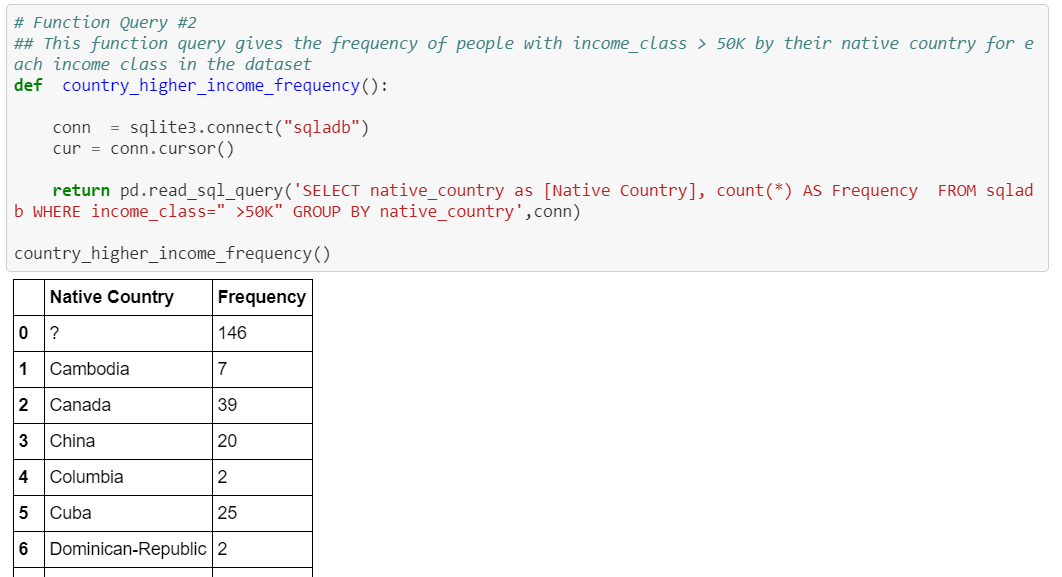 # Function Query #2
## This function query gives the frequency of people with income_class > 50K by their native country for e
ach income class in the dataset
def  country_higher_income_frequency():
conn  = sqlite3.connect("sqladb")
cur = conn.cursor()
return pd.read_sql_query('SELECT native_country as [Native Country], count(*) AS Frequency  FROM sqlad
b WHERE income_class=" >50K" GROUP BY native_country',conn)
country_higher_income_frequency()
Native Country Frequency
0 ? 146
1 Cambodia 7
2 Canada 39
3 China 20
4 Columbia 2
5 Cuba 25
6 Dominican-Republic 2